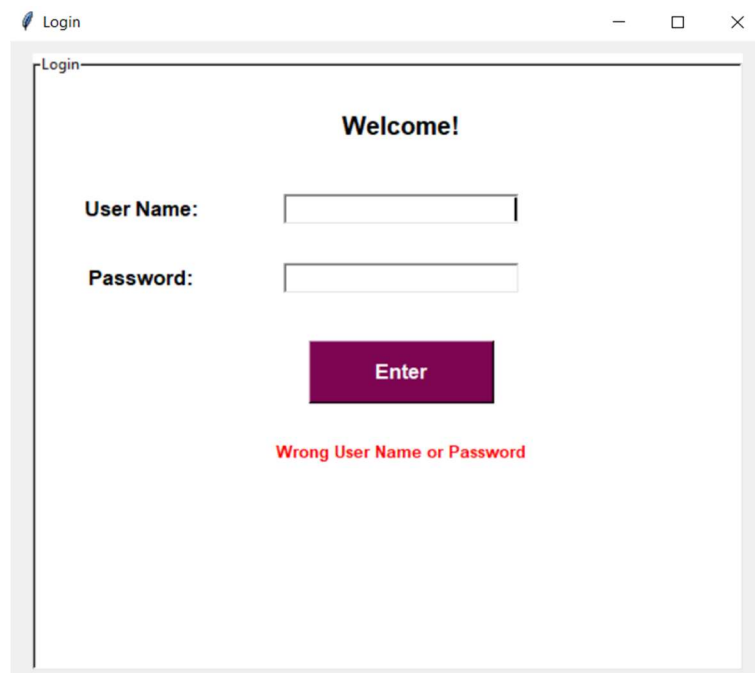 Login
Login
Welcome!
User Name:
Password:
Enter
Wrong User Name or Password